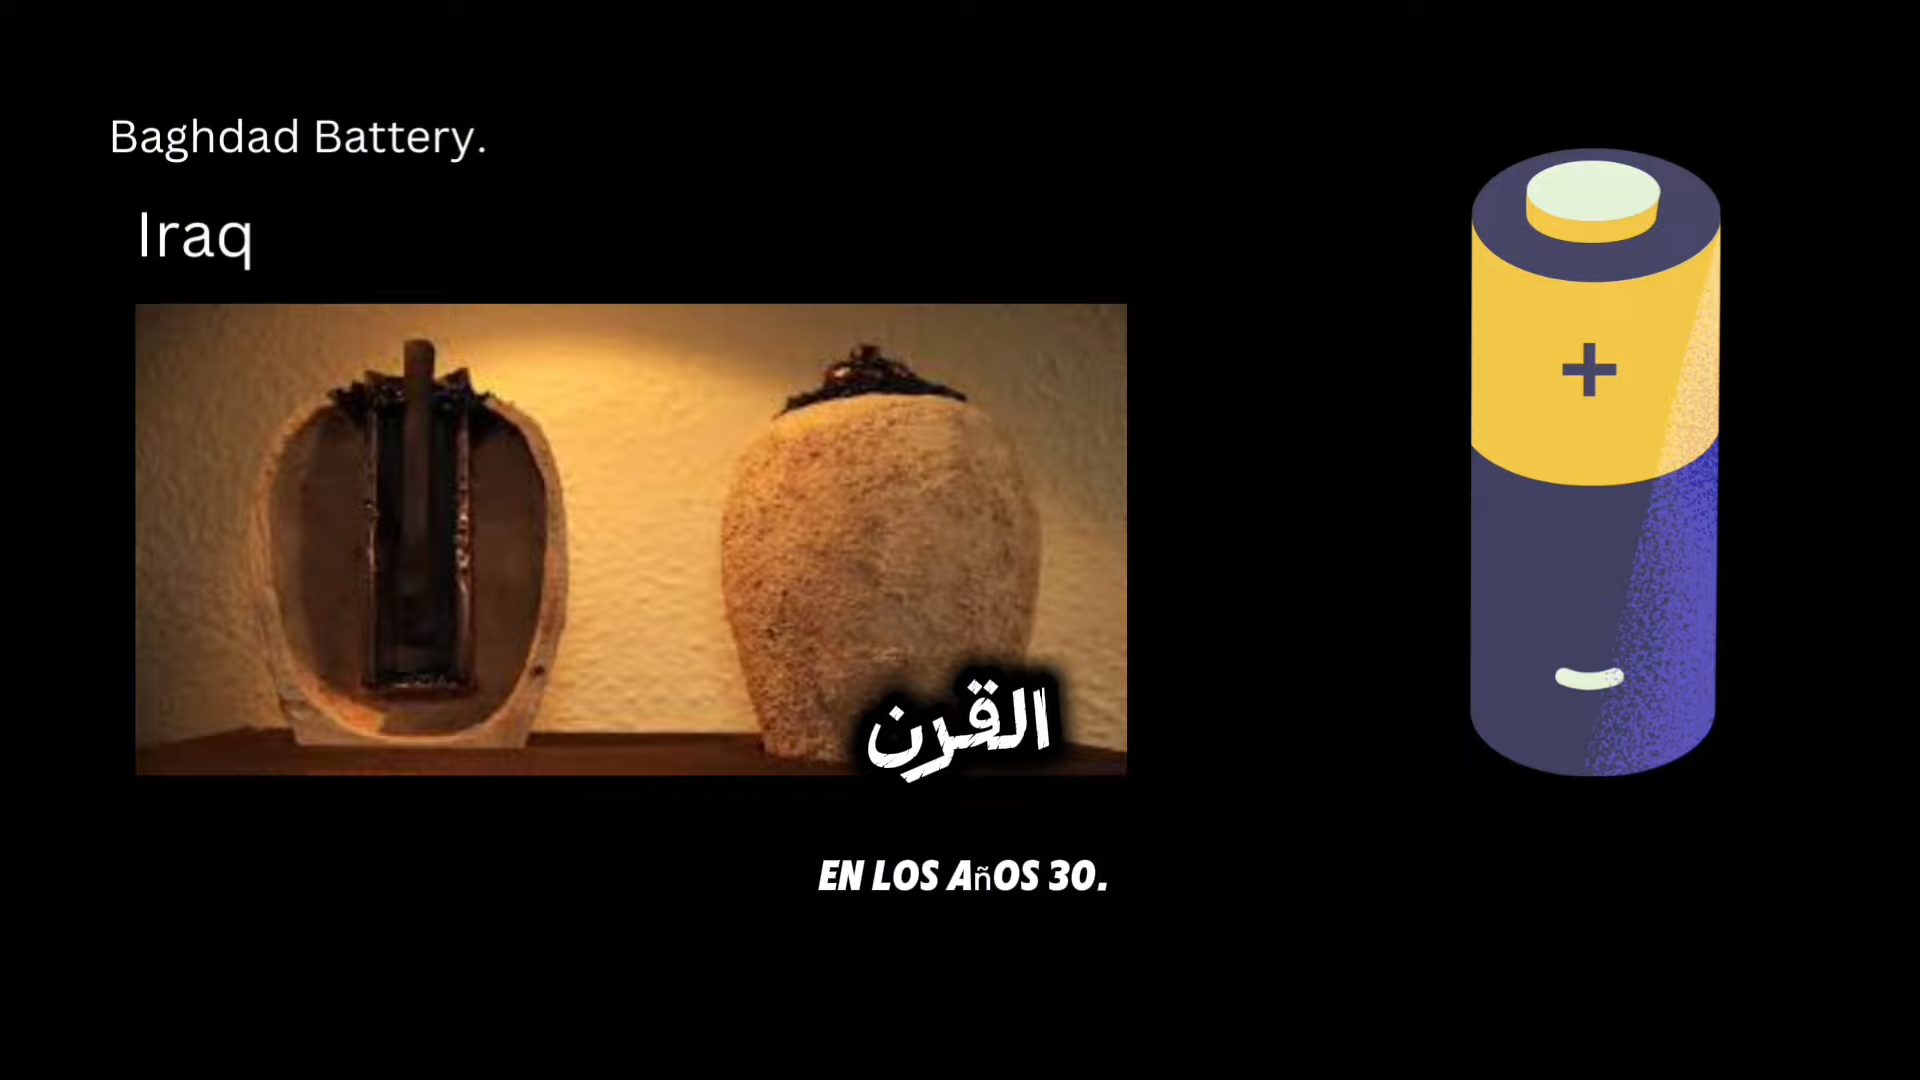 Baghdad Battery.
Iraq
القرن
EN LOS AñOS 30.